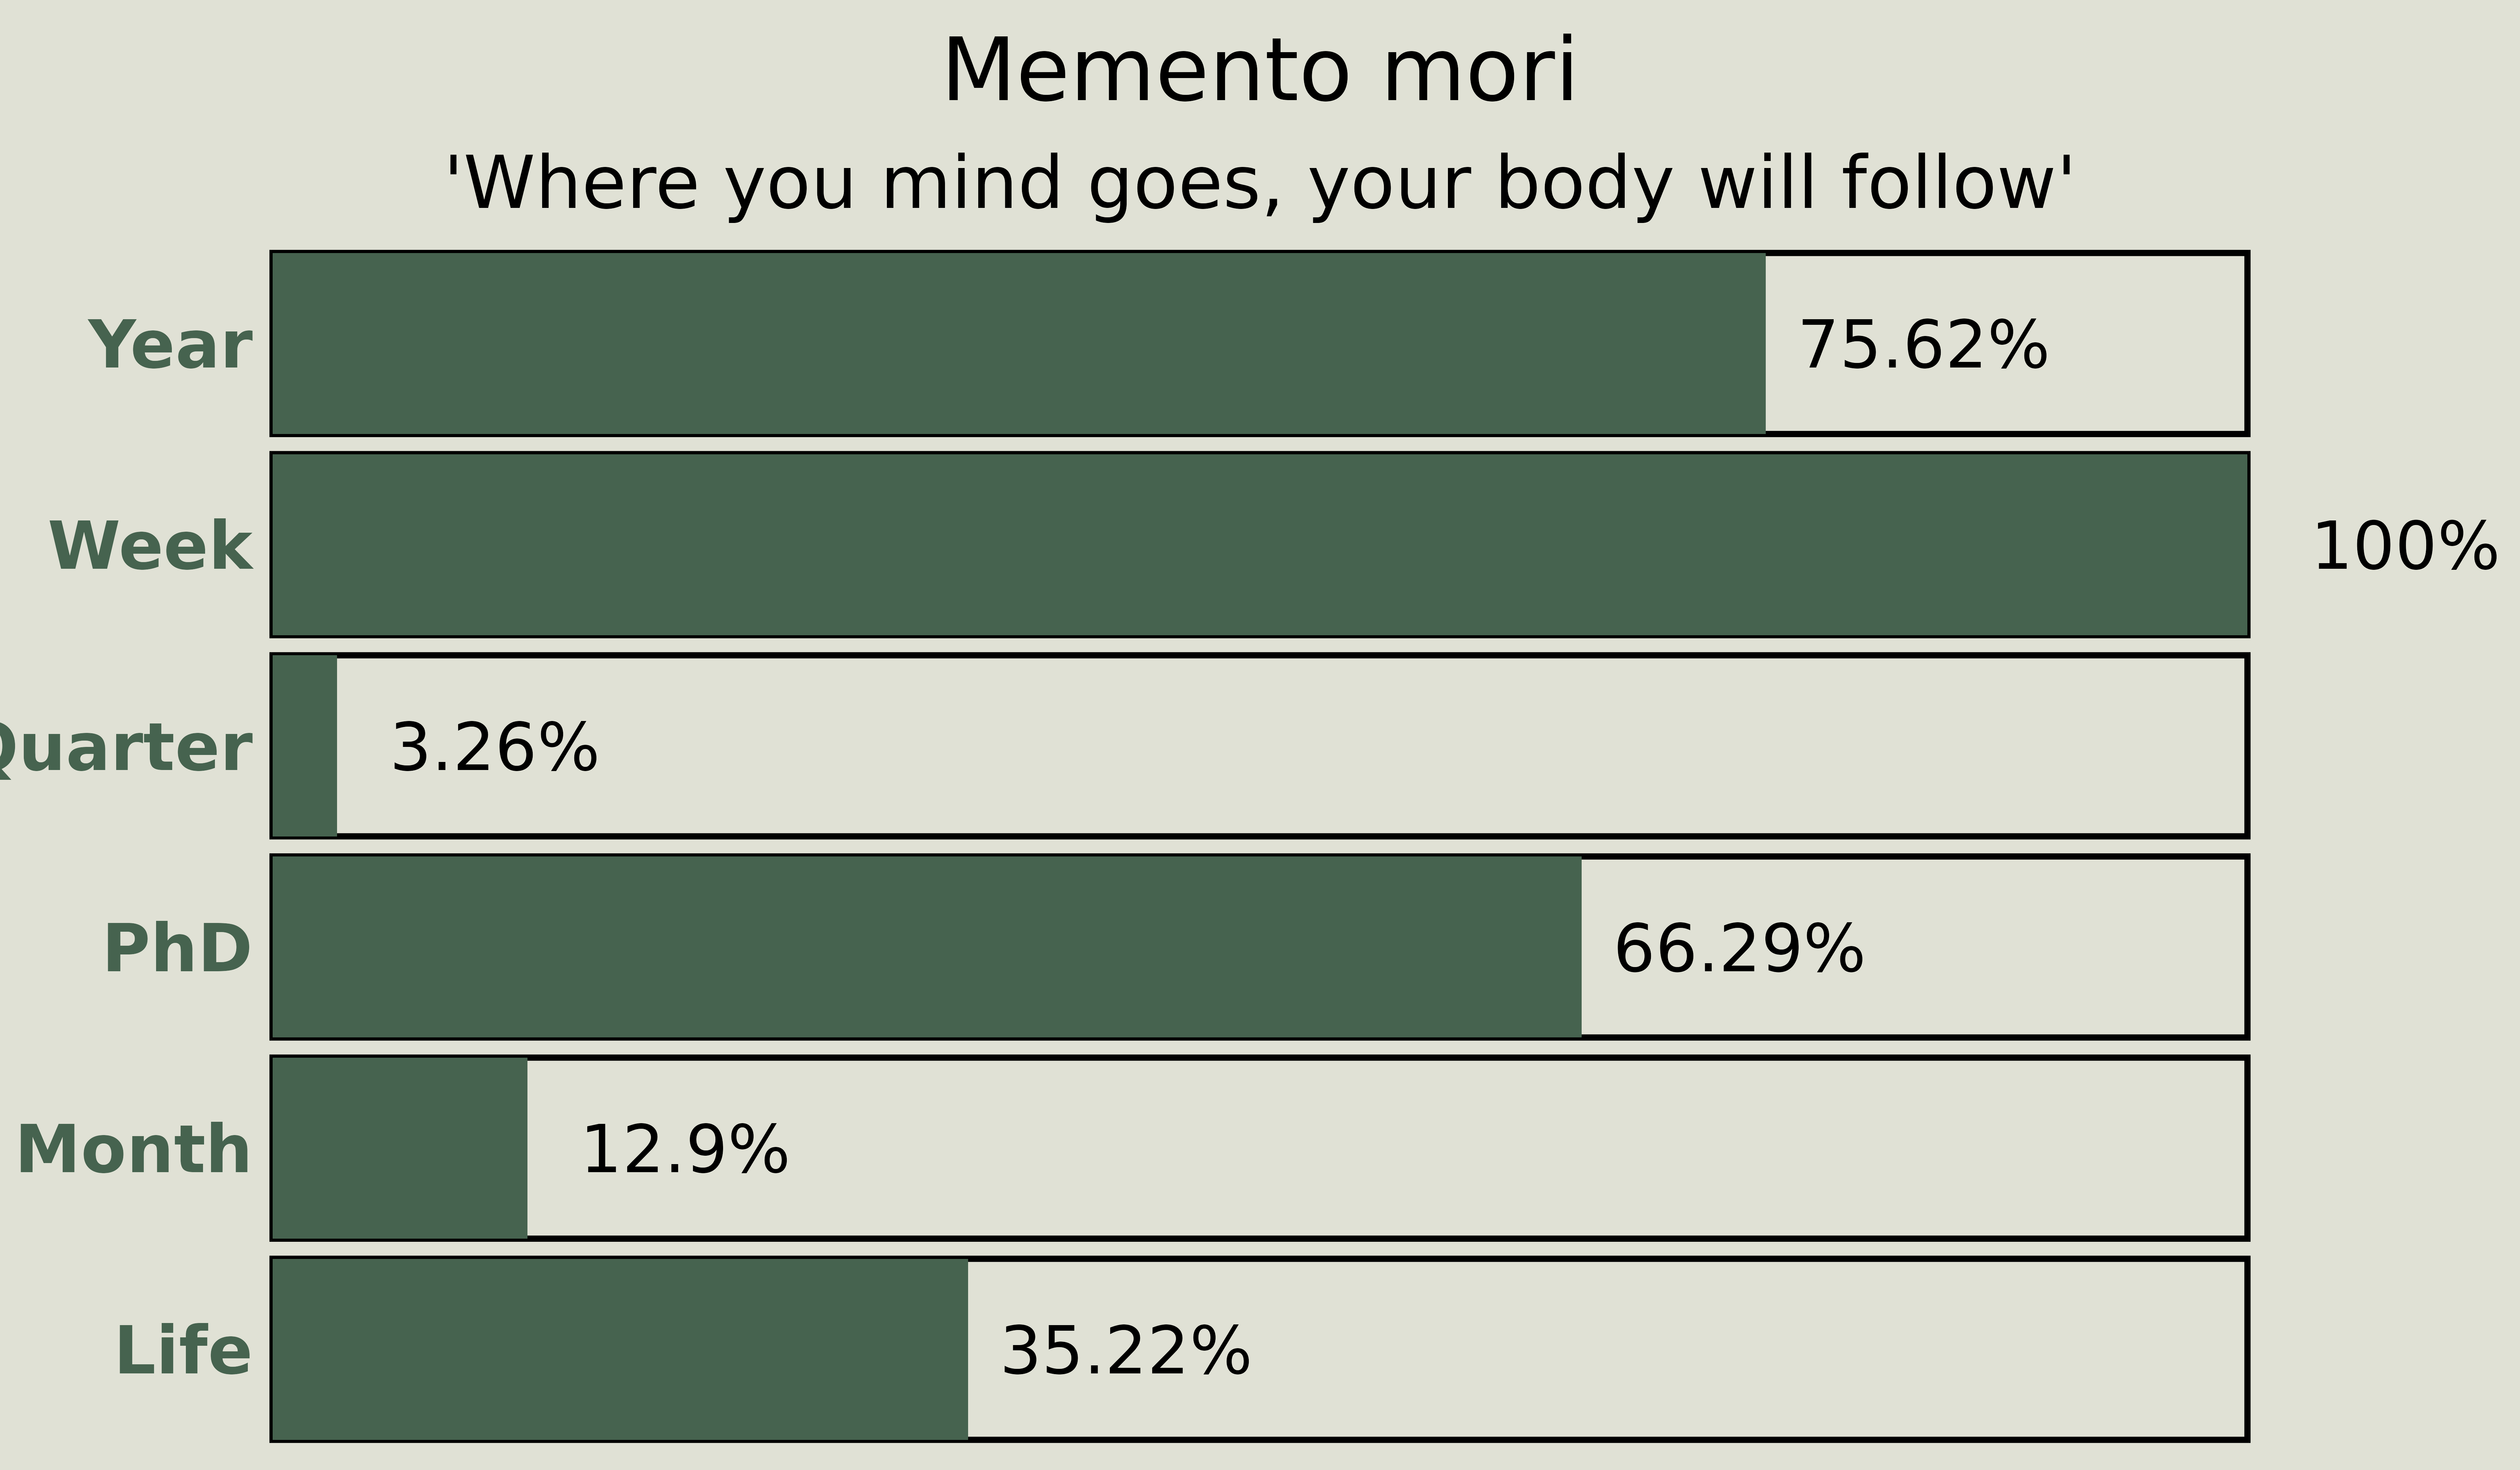 Memento mori
'Where you mind goes, your body will follow'
Year 75.62%
Week 100%
Quarter 3.26%
PhD 66.29%
Month 12.9%
Life 35.22%